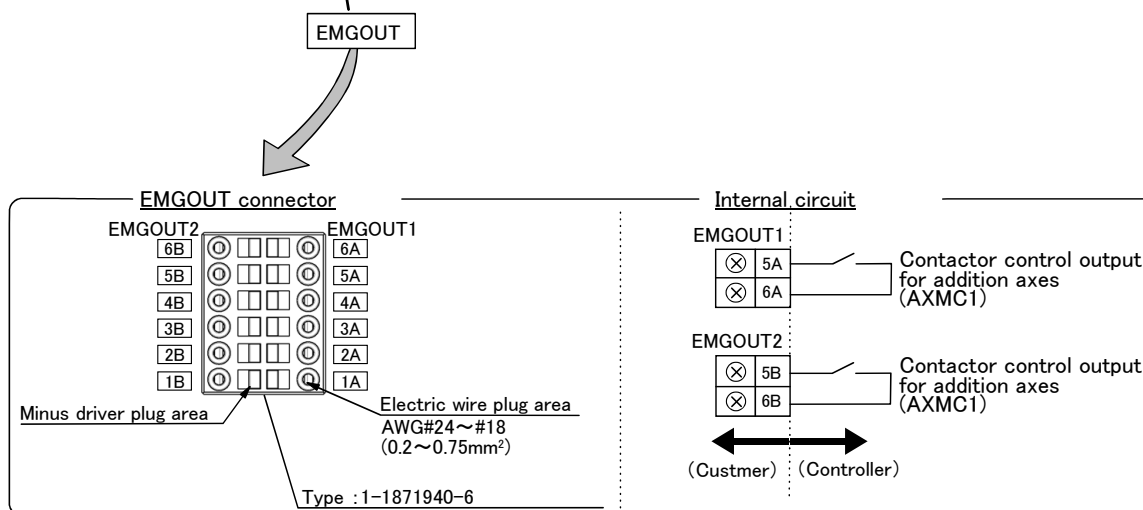 EMGOUT
EMGOUT connector
EMGOUT2
EMGOUT1
6B
6A
5B
5A
4B
4A
3B
3A
2B
2A
1B
1A
Minus driver plug area
Electric wire plug area
AWG#24～#18
(0.2～0.75mm²)
Type :1-1871940-6
Internal circuit
EMGOUT1
5A
6A
Contactor control output
for addition axes
(AXMC1)
EMGOUT2
5B
6B
Contactor control output
for addition axes
(AXMC1)
(Custmer)
(Controller)